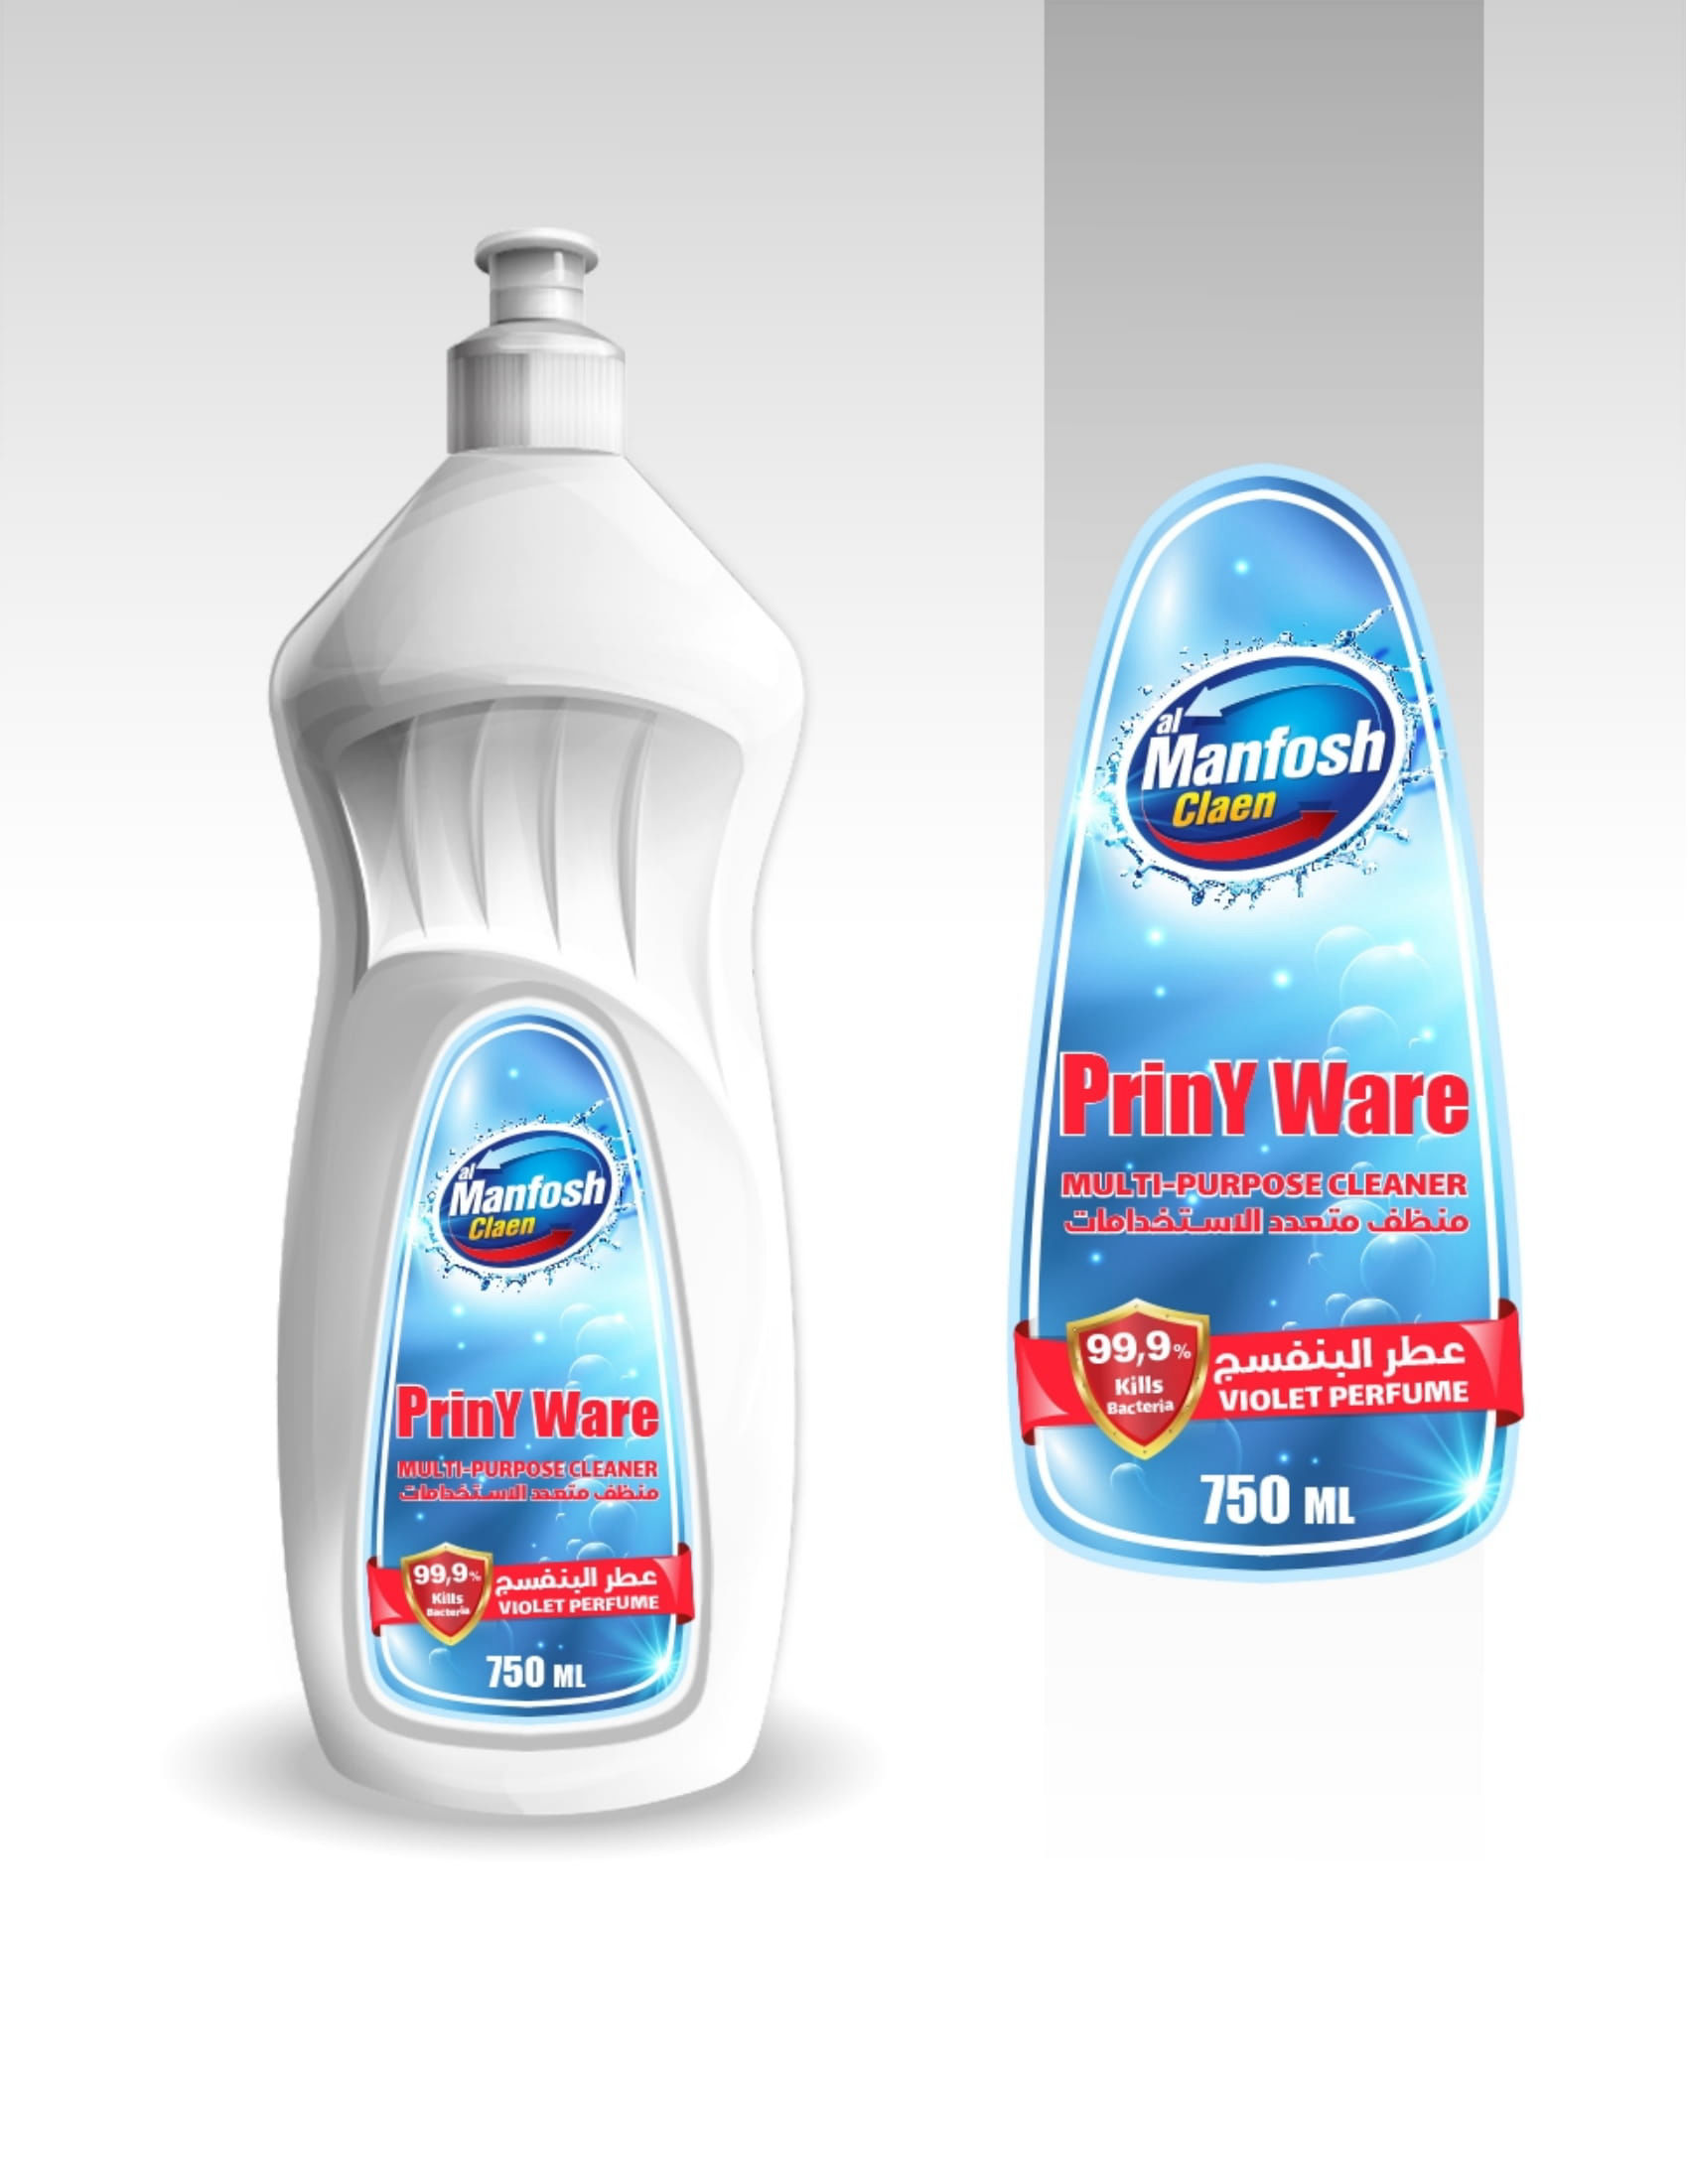 al
Manfosh
Claen
PrinY Ware
MULTI-PURPOSE CLEANER
منظف متعدد الاستخدامات
99,9%
Kills
Bacteria
عطر البنفسج
VIOLET PERFUME
750 ML
al
Manfosh
Claen
PrinY Ware
MULTI-PURPOSE CLEANER
منظف متعدد الاستخدامات
99,9%
Kills
Bacteria
عطر البنفسج
VIOLET PERFUME
750 ML